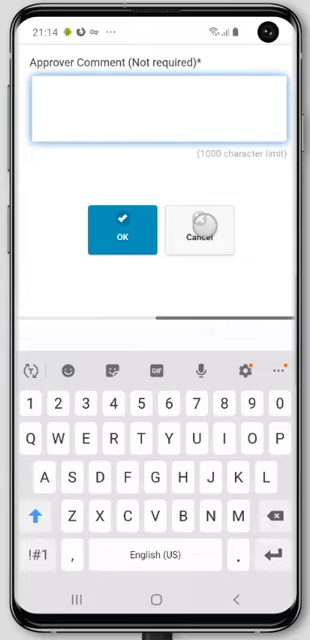 21:14
Approver Comment (Not required)*
(1000 character limit)
OK Cancel
GIF
1 2 3 4 5 6 7 8 9 0
Q W E R T Y U I O P
A S D F G H J K L
Z X C V B N M
!#1 , English (US) .